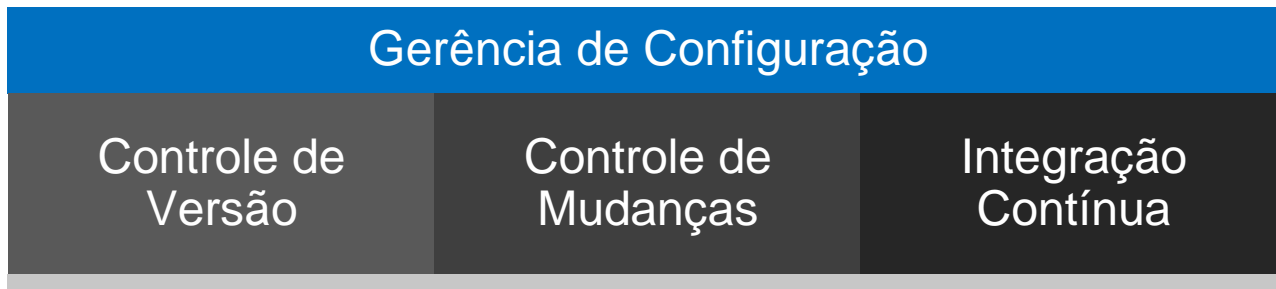 Gerência de Configuração
Controle de
Versão
Controle de
Mudanças
Integração
Contínua